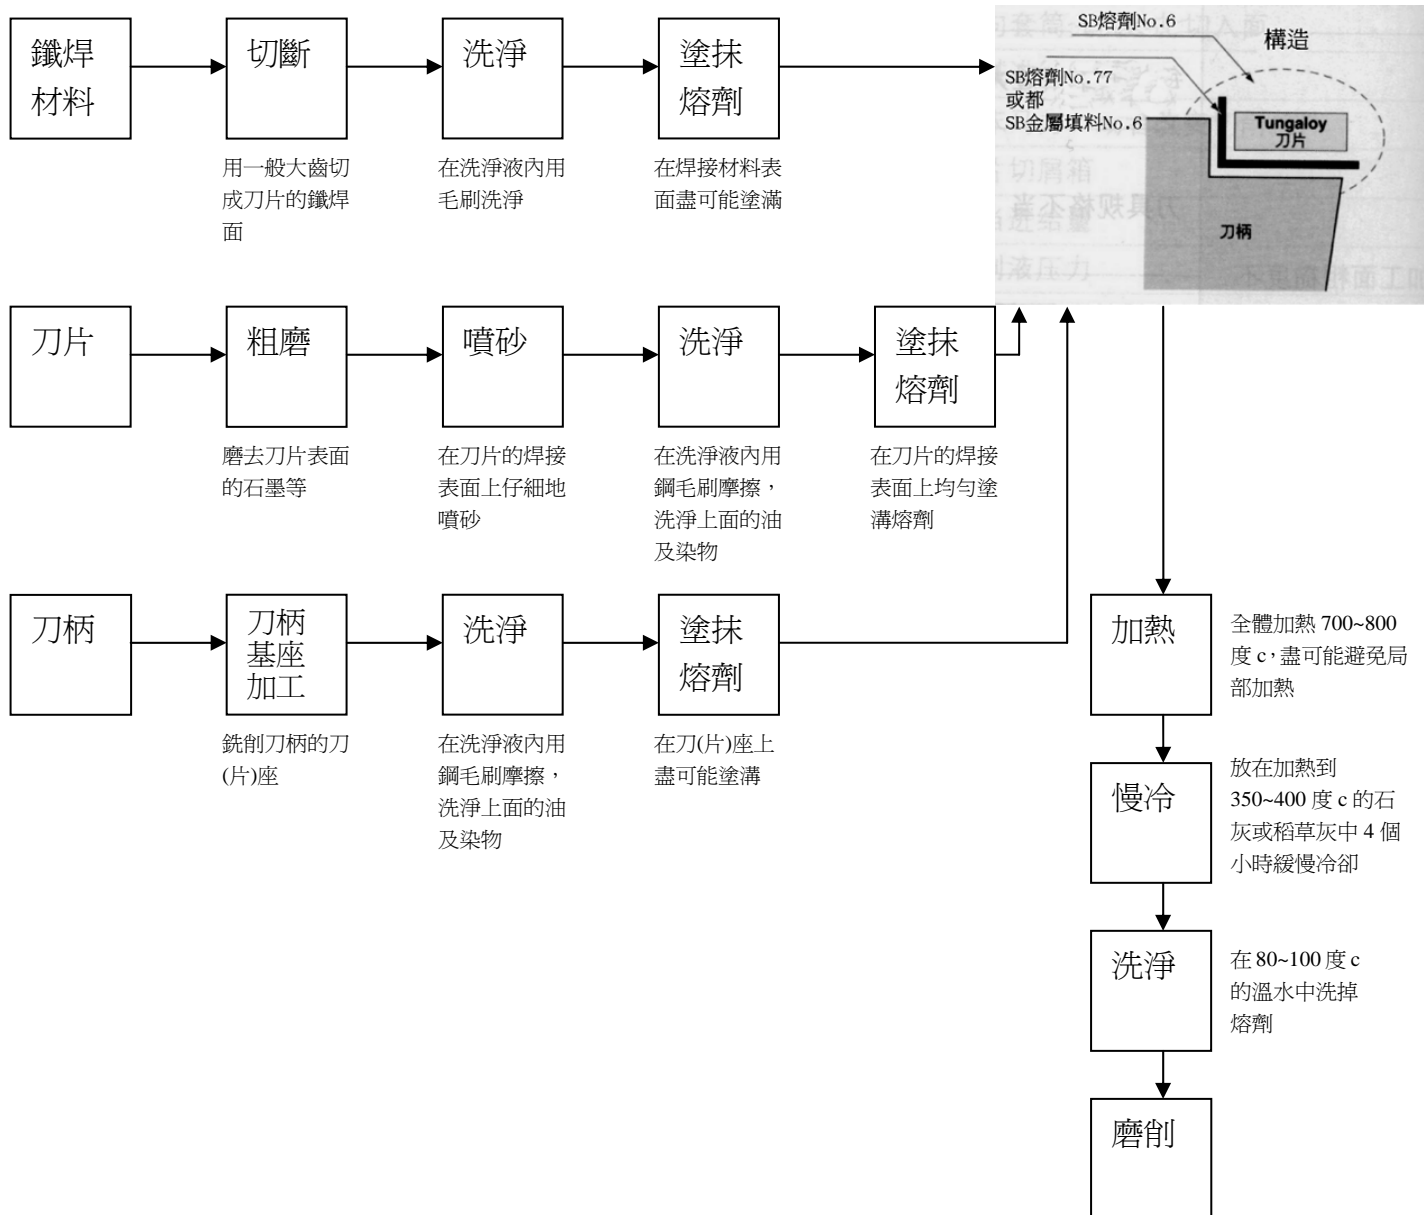 鑯焊
材料
切斷
洗淨
塗抹
熔劑
用一般大齒切
成刀片的鑯焊
面
在洗淨液內用
毛刷洗淨
在焊接材料表
面盡可能塗滿
SB熔劑No.6
構造
SB熔劑No.77
或都
SB金屬填料No.6
Tungaloy
刀片
刀柄
刀片
粗磨
噴砂
洗淨
塗抹
熔劑
磨去刀片表面
的石墨等
在刀片的焊接
表面上仔細地
噴砂
在洗淨液內用
鋼毛刷摩擦，
洗淨上面的油
及染物
在刀片的焊接
表面上均勻塗
溝熔劑
刀柄
刀柄
基座
加工
洗淨
塗抹
熔劑
銑削刀柄的刀
(片)座
在洗淨液內用
鋼毛刷摩擦，
洗淨上面的油
及染物
在刀(片)座上
盡可能塗溝
加熱
全體加熱 700~800
度 c，盡可能避免局
部加熱
慢冷
放在加熱到
350~400 度 c 的石
灰或稻草灰中 4 個
小時緩慢冷卻
洗淨
在 80~100 度 c
的溫水中洗掉
熔劑
磨削